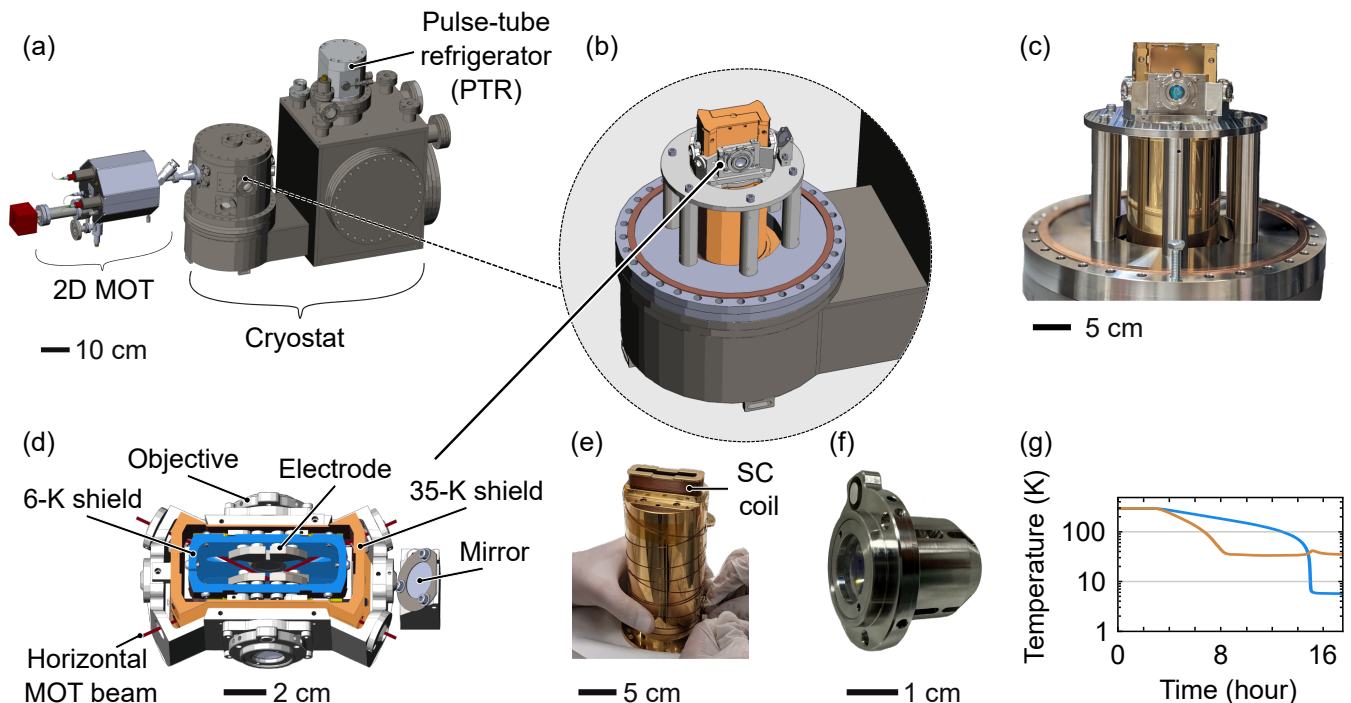 (a)
Pulse-tube
refrigerator
(PTR)
2D MOT
Cryostat
10 cm
(b)
(c)
5 cm
(d)
Objective
Electrode
6-K shield
35-K shield
Mirror
Horizontal
MOT beam
2 cm
(e)
SC
coil
5 cm
(f)
1 cm
(g)
Temperature (K)
100
10
1
0 8 16
Time (hour)